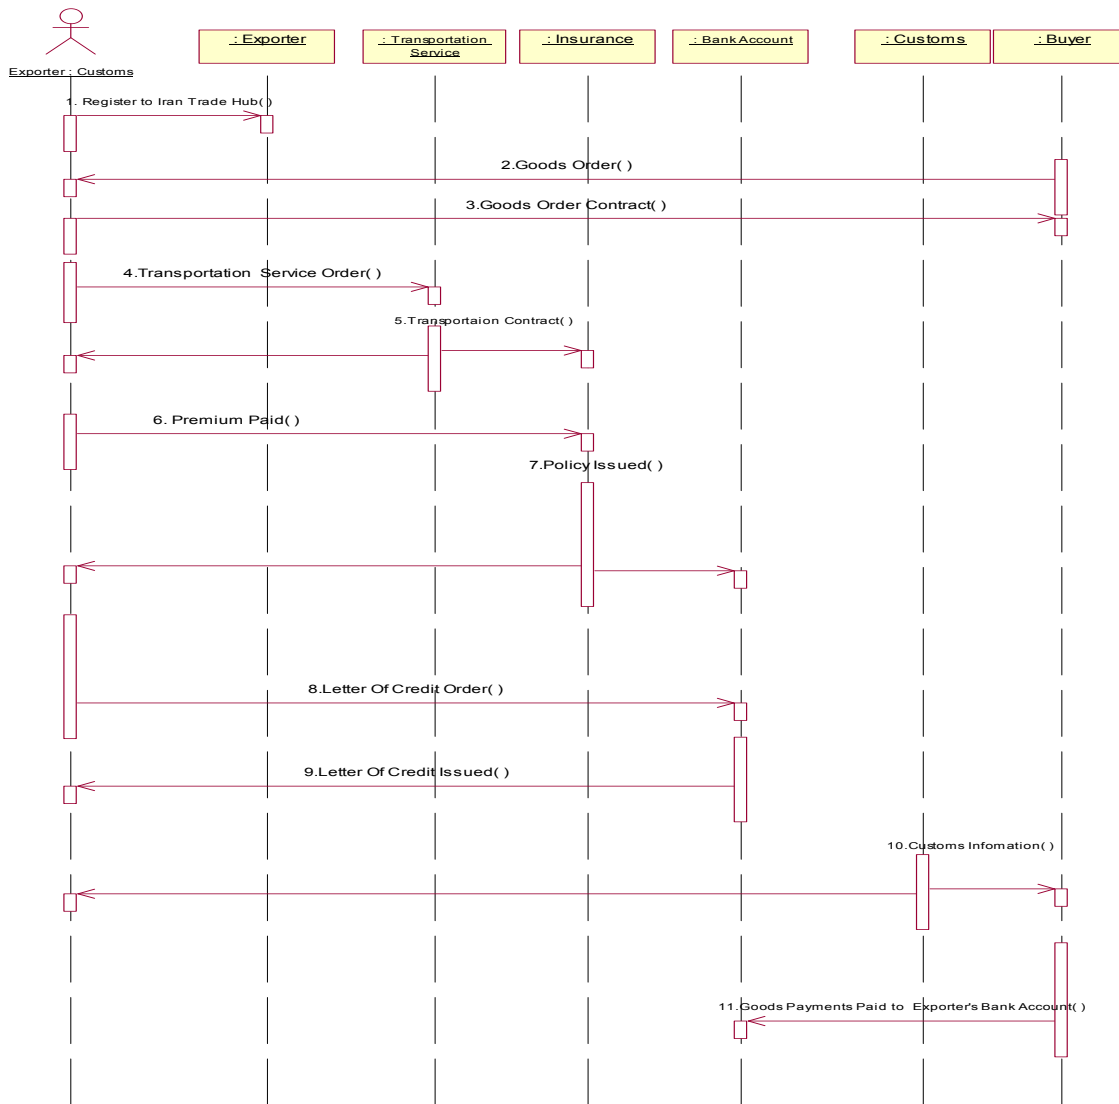 : Exporter
: Transportation
Service
: Insurance
: Bank Account
: Customs
: Buyer
Exporter : Customs
1. Register to Iran Trade Hub( )
2.Goods Order( )
3.Goods Order Contract( )
4.Transportation Service Order( )
5.Transportaion Contract( )
6. Premium Paid( )
7.Policy Issued( )
8.Letter Of Credit Order( )
9.Letter Of Credit Issued( )
10.Customs Infomation( )
11.Goods Payments Paid to Exporter's Bank Account( )